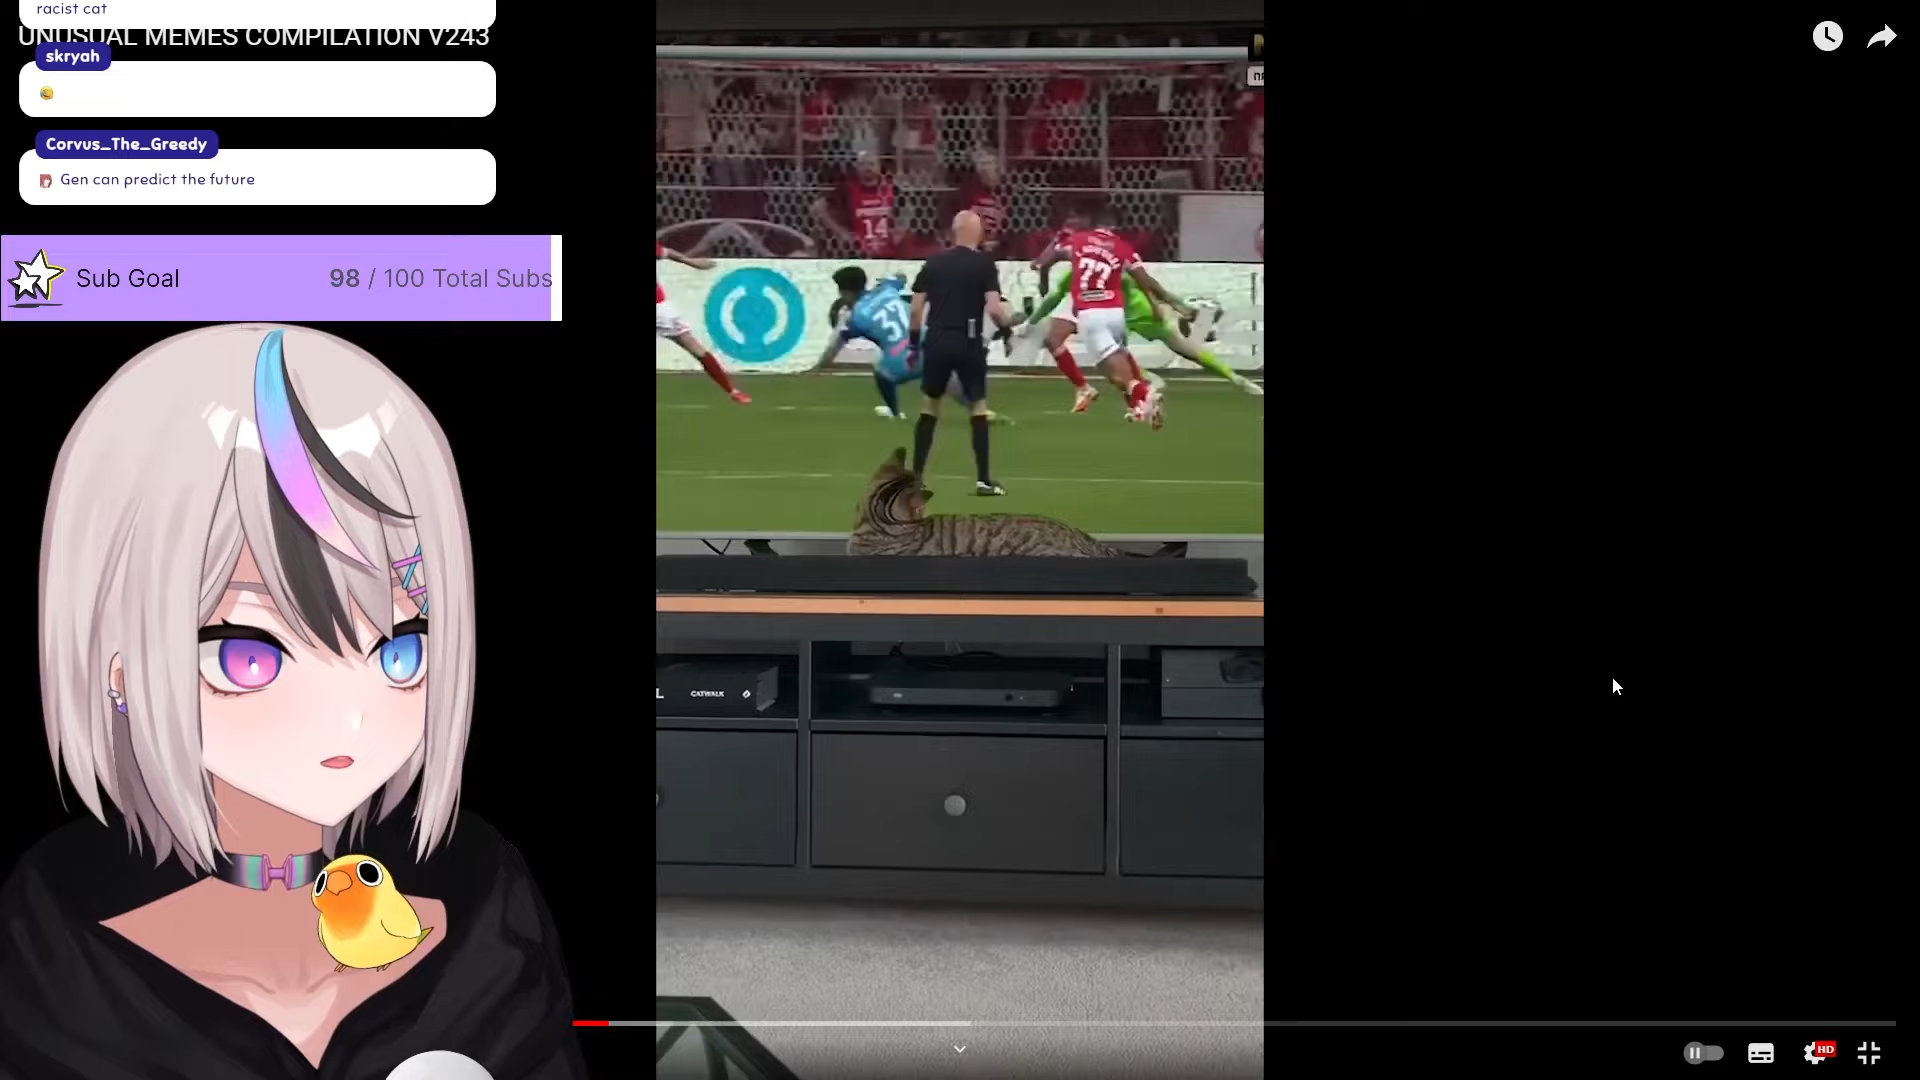 racist cat
UNUSUAL MEMES COMPILATION V243
skryah
Corvus_The_Greedy
Gen can predict the future
Sub Goal
98 / 100 Total Subs
14
37
77
L
CATWALK
HD